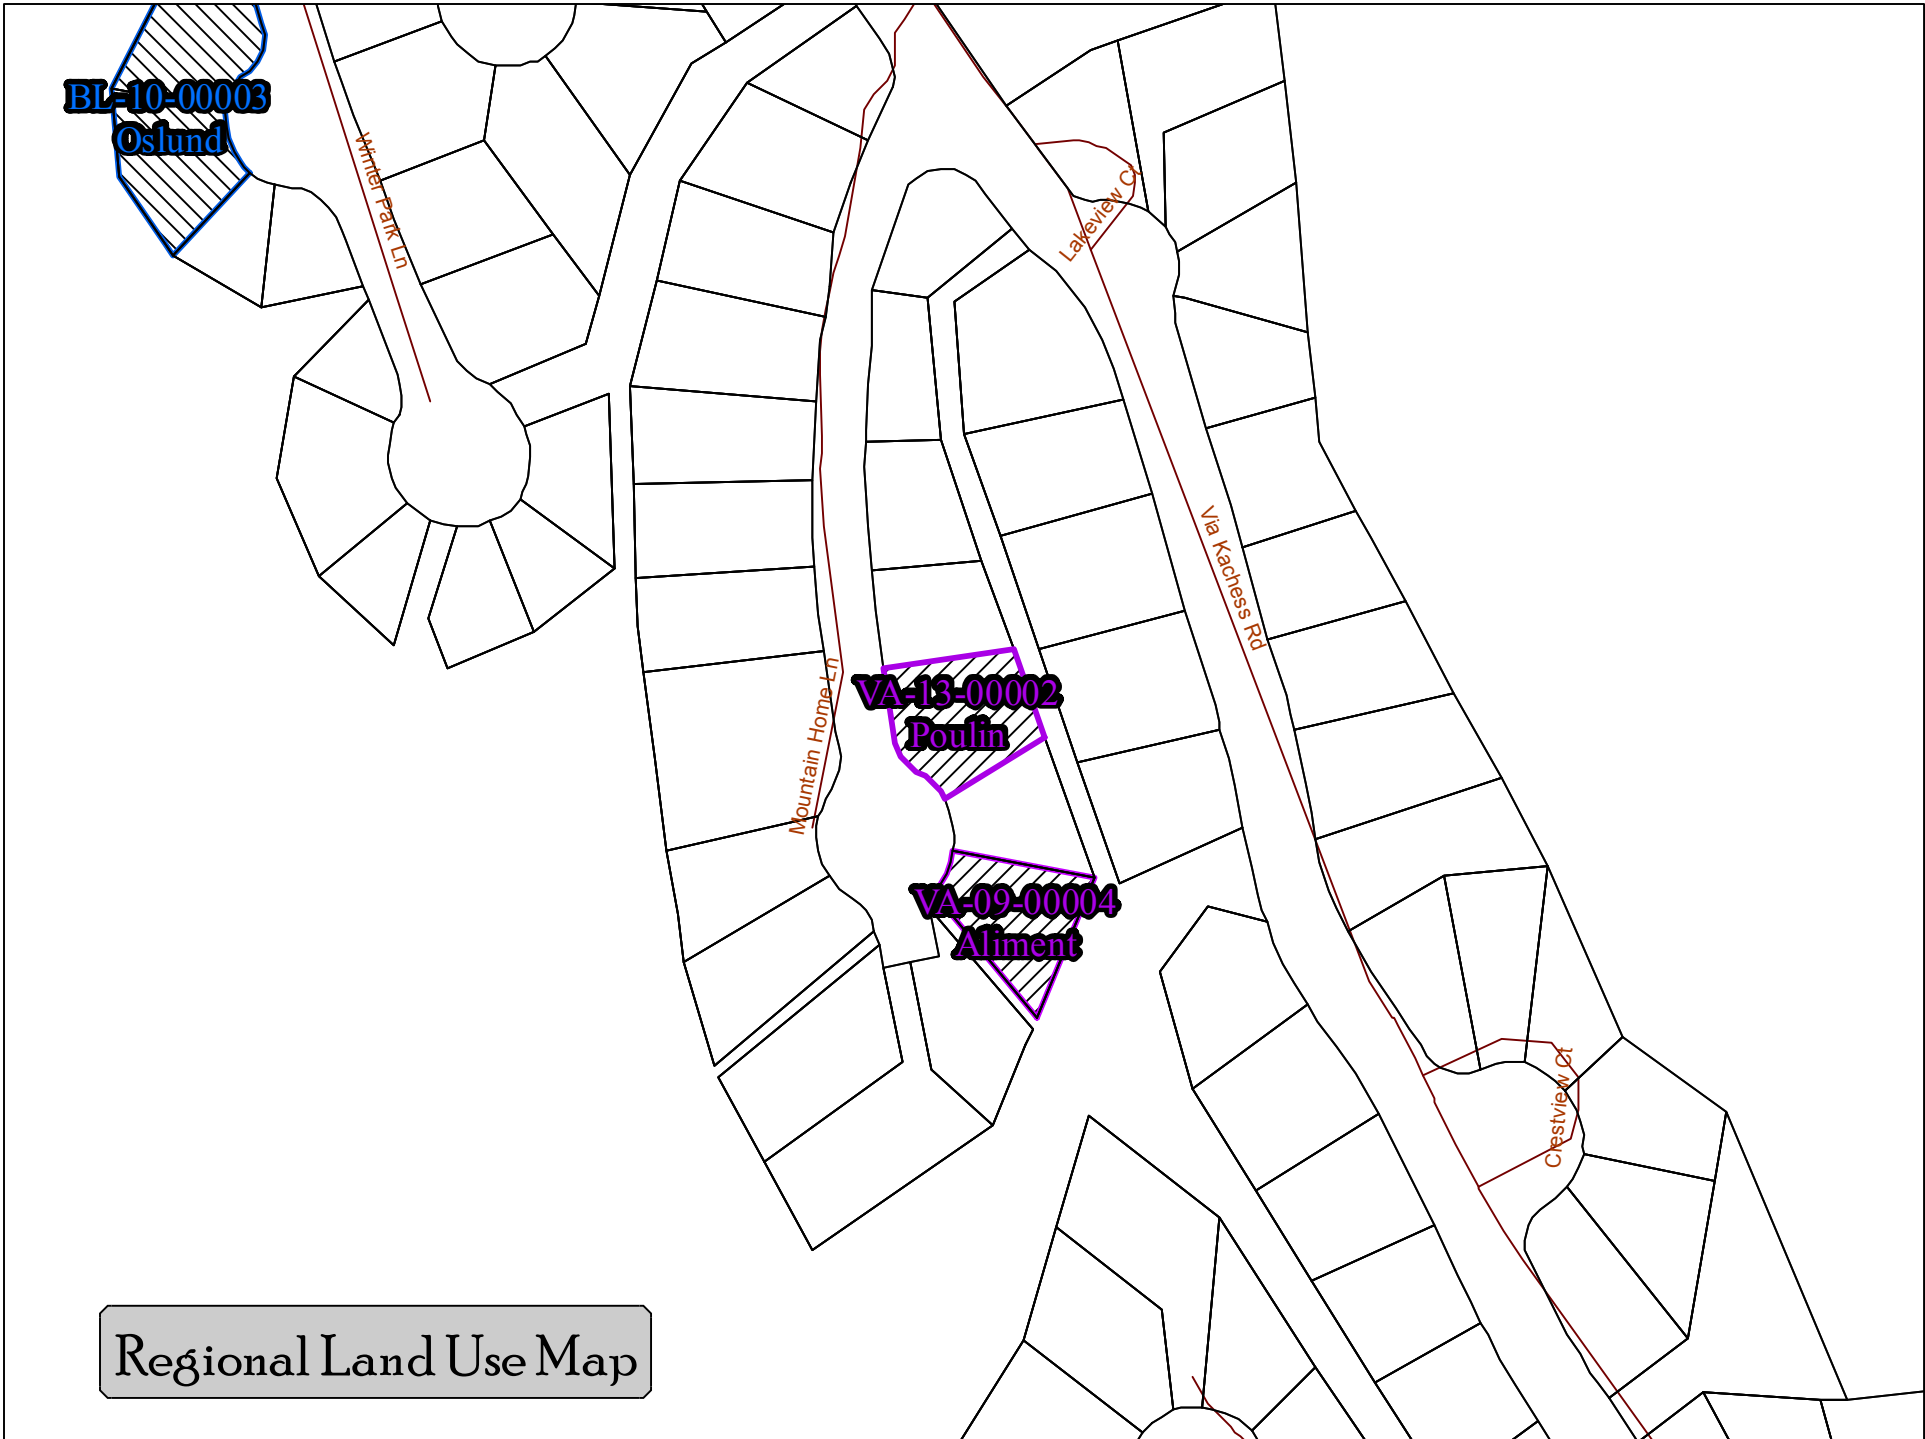 BL-10-00003
Oslund
Winter Park Ln
Lakeview Ct
Via Kachess Rd
VA-13-00002
Poulin
Mountain Home Ln
VA-09-00004
Aliment
Crestview Ct
Regional Land Use Map